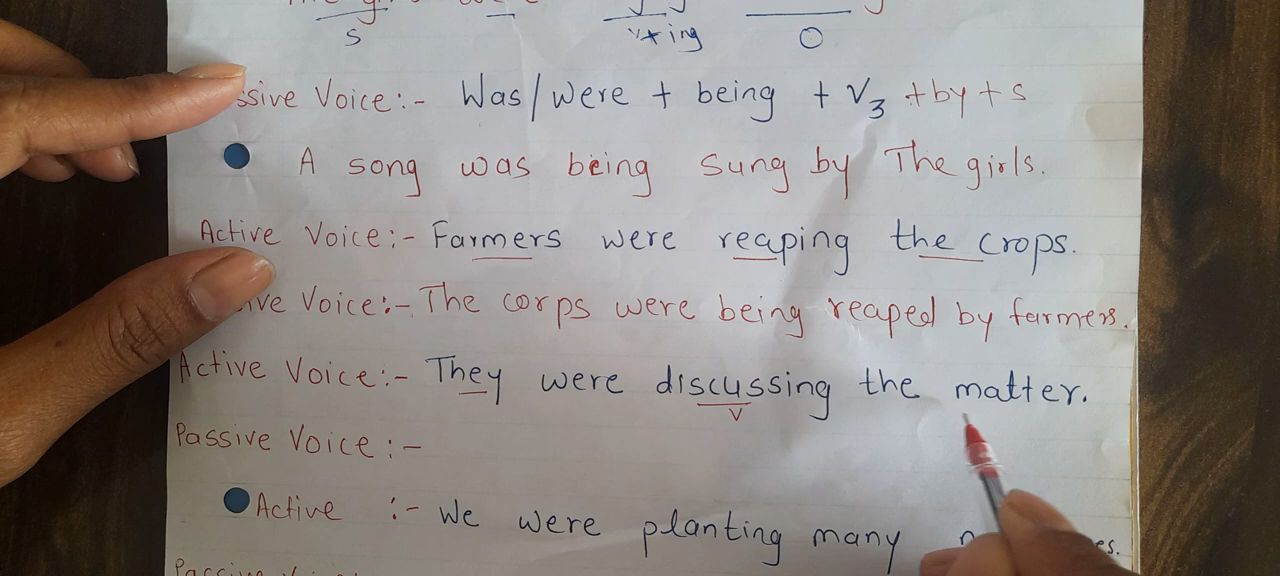 S v+ing O
ssive Voice:- Was/were + being + V3 + by + s
A song was being sung by The girls.
Active Voice:- Farmers were reaping the crops.
ive Voice:- The corps were being reaped by farmers.
Active Voice:- They were discussing the matter.
V
Passive Voice:-
Active :- We were planting many es.